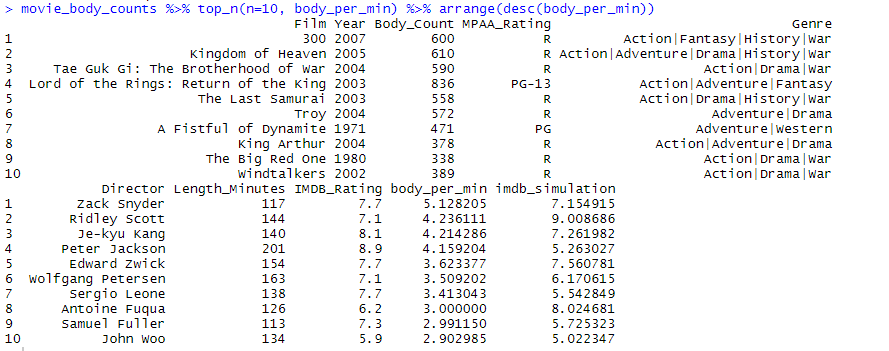 > movie_body_counts %>% top_n(n=10, body_per_min) %>% arrange(desc(body_per_min))
Film Year Body_Count MPAA_Rating Genre
1 300 2007 600 R Action|Fantasy|History|War
2 Kingdom of Heaven 2005 610 R Action|Adventure|Drama|History|War
3 Tae Guk Gi: The Brotherhood of War 2004 590 R Action|Drama|War
4 Lord of the Rings: Return of the King 2003 836 PG-13 Action|Adventure|Fantasy
5 The Last Samurai 2003 558 R Action|Drama|History|War
6 Troy 2004 572 R Adventure|Drama
7 A Fistful of Dynamite 1971 471 PG Adventure|Western
8 King Arthur 2004 378 R Action|Adventure|Drama
9 The Big Red One 1980 338 R Action|Drama|War
10 Windtalkers 2002 389 R Action|Drama|War
Director Length_Minutes IMDB_Rating body_per_min imdb_simulation
1 Zack Snyder 117 7.7 5.128205 7.154915
2 Ridley Scott 144 7.1 4.236111 9.008686
3 Je-kyu Kang 140 8.1 4.214286 7.261982
4 Peter Jackson 201 8.9 4.159204 5.263027
5 Edward Zwick 154 7.7 3.623377 7.560781
6 Wolfgang Petersen 163 7.1 3.509202 6.170615
7 Sergio Leone 138 7.7 3.413043 5.542849
8 Antoine Fuqua 126 6.2 3.000000 8.024681
9 Samuel Fuller 113 7.3 2.991150 5.725323
10 John Woo 134 5.9 2.902985 5.022347